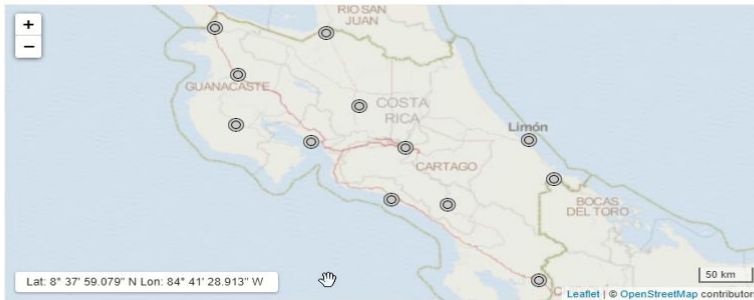 RIO SAN
JUAN
+
−
GUANACASTE
COSTA
RICA
Limón
CARTAGO
BOCAS
DEL TORO
50 km
Lat: 8° 37' 59.079" N Lon: 84° 41' 28.913" W
Leaflet | © OpenStreetMap contributor